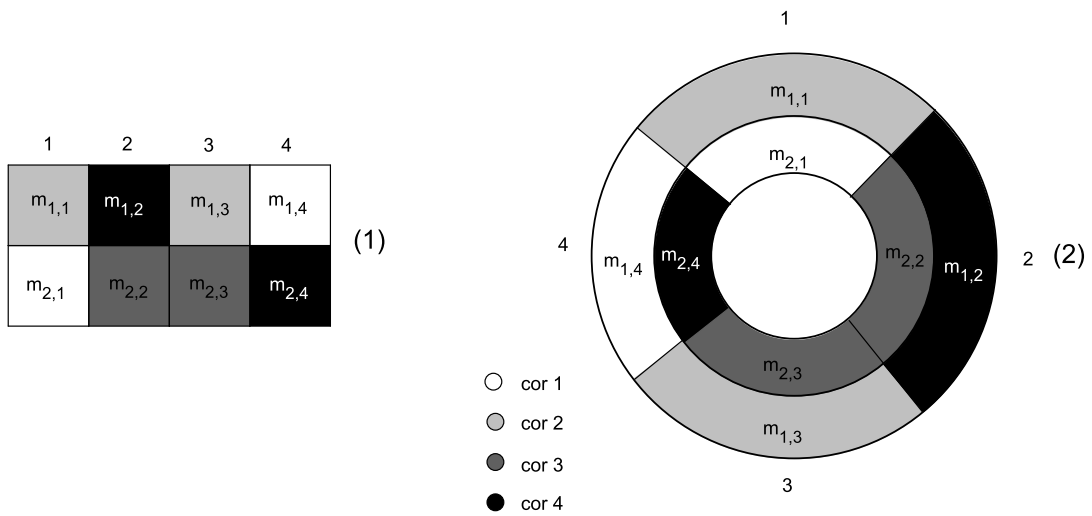 1 2 3 4
m1,1 m1,2 m1,3 m1,4
m2,1 m2,2 m2,3 m2,4
(1)
1
m1,1
m2,1
4 m1,4 m2,4 m2,2 m1,2 2 (2)
m2,3
m1,3
3
cor 1
cor 2
cor 3
cor 4